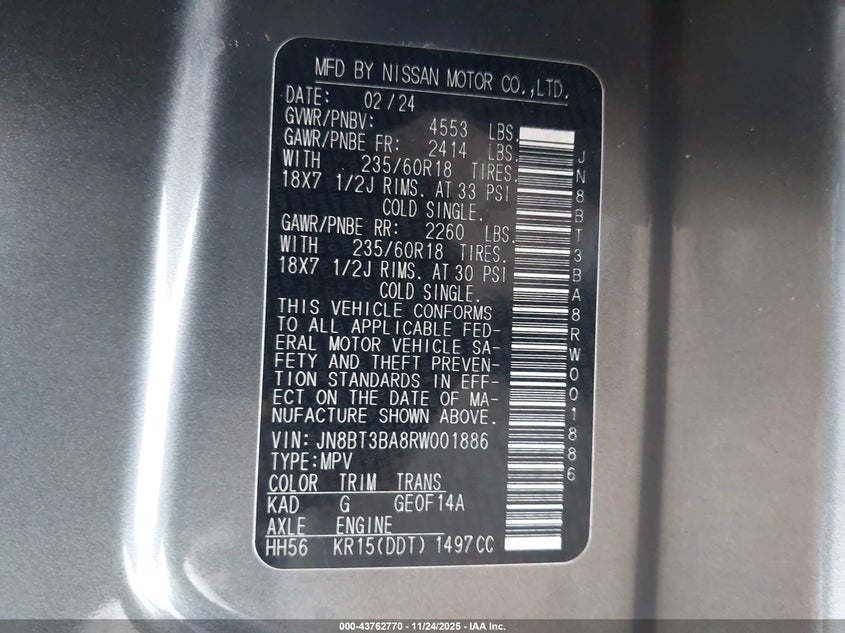 MFD BY NISSAN MOTOR CO.,LTD.
DATE: 02/24
GVWR/PNBV: 4553 LBS.
GAWR/PNBE FR: 2414 LBS.
WITH 235/60R18 TIRES.
18X7 1/2J RIMS. AT 33 PSI
COLD SINGLE.
GAWR/PNBE RR: 2260 LBS.
WITH 235/60R18 TIRES.
18X7 1/2J RIMS. AT 30 PSI
COLD SINGLE.
THIS VEHICLE CONFORMS
TO ALL APPLICABLE FED-
ERAL MOTOR VEHICLE SA-
FETY AND THEFT PREVEN-
TION STANDARDS IN EFF-
ECT ON THE DATE OF MA-
NUFACTURE SHOWN ABOVE.
VIN: JN8BT3BA8RW001886
TYPE:MPV
COLOR TRIM TRANS
KAD G GE0F14A
AXLE ENGINE
HH56 KR15(DDT) 1497CC
JN8BT3BA8RW001886
000-43762770 - 11/24/2025 - IAA Inc.